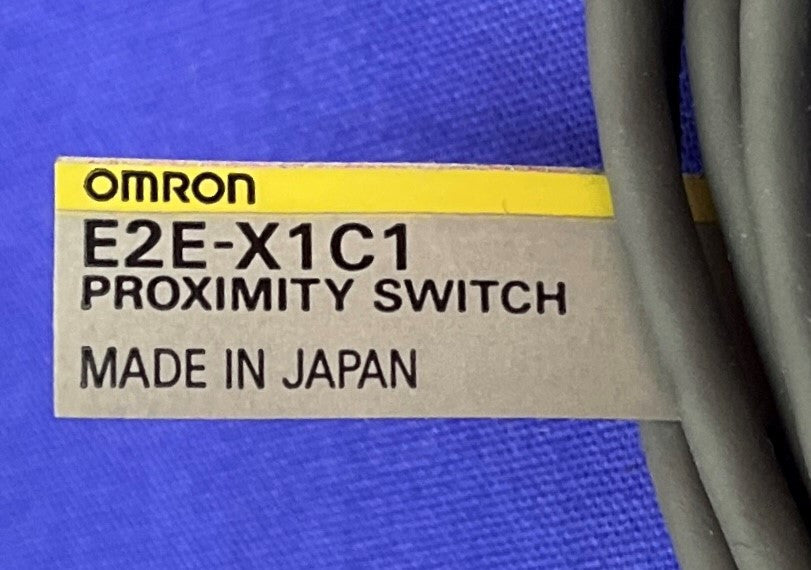 OMRON
E2E-X1C1
PROXIMITY SWITCH
MADE IN JAPAN